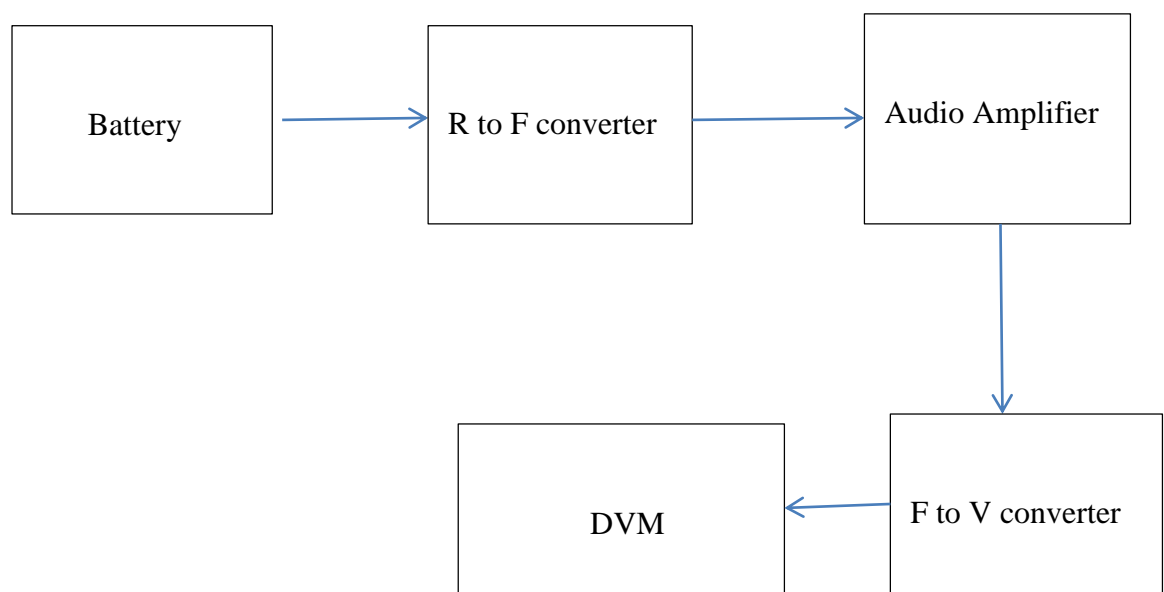 Battery
R to F converter
Audio Amplifier
F to V converter
DVM